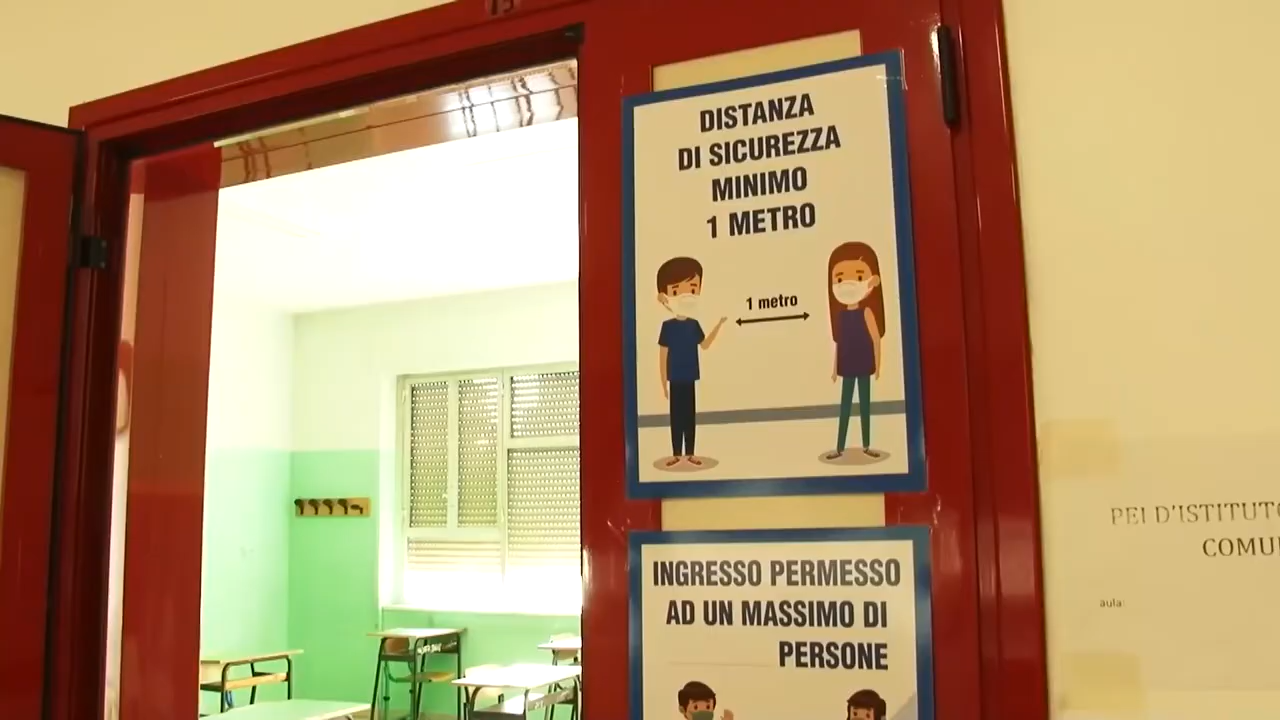 DISTANZA
DI SICUREZZA
MINIMO
1 METRO
1 metro
INGRESSO PERMESSO
AD UN MASSIMO DI
PERSONE
PEI D'ISTITUTO
COMU
aula: